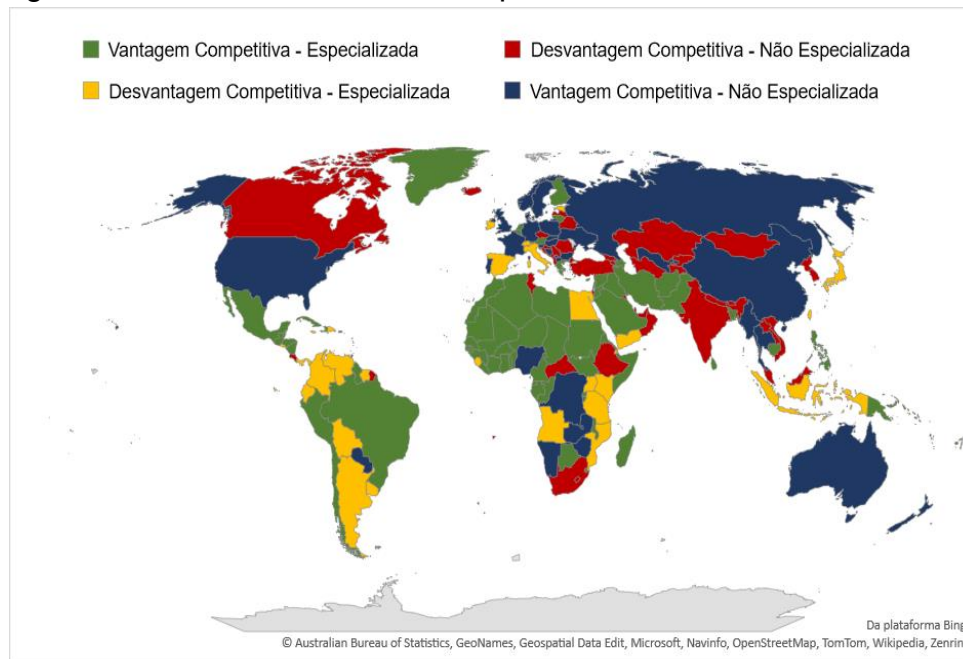 Vantagem Competitiva - Especializada
Desvantagem Competitiva - Não Especializada
Desvantagem Competitiva - Especializada
Vantagem Competitiva - Não Especializada
Da plataforma Bing
© Australian Bureau of Statistics, GeoNames, Geospatial Data Edit, Microsoft, Navinfo, OpenStreetMap, TomTom, Wikipedia, Zenrin